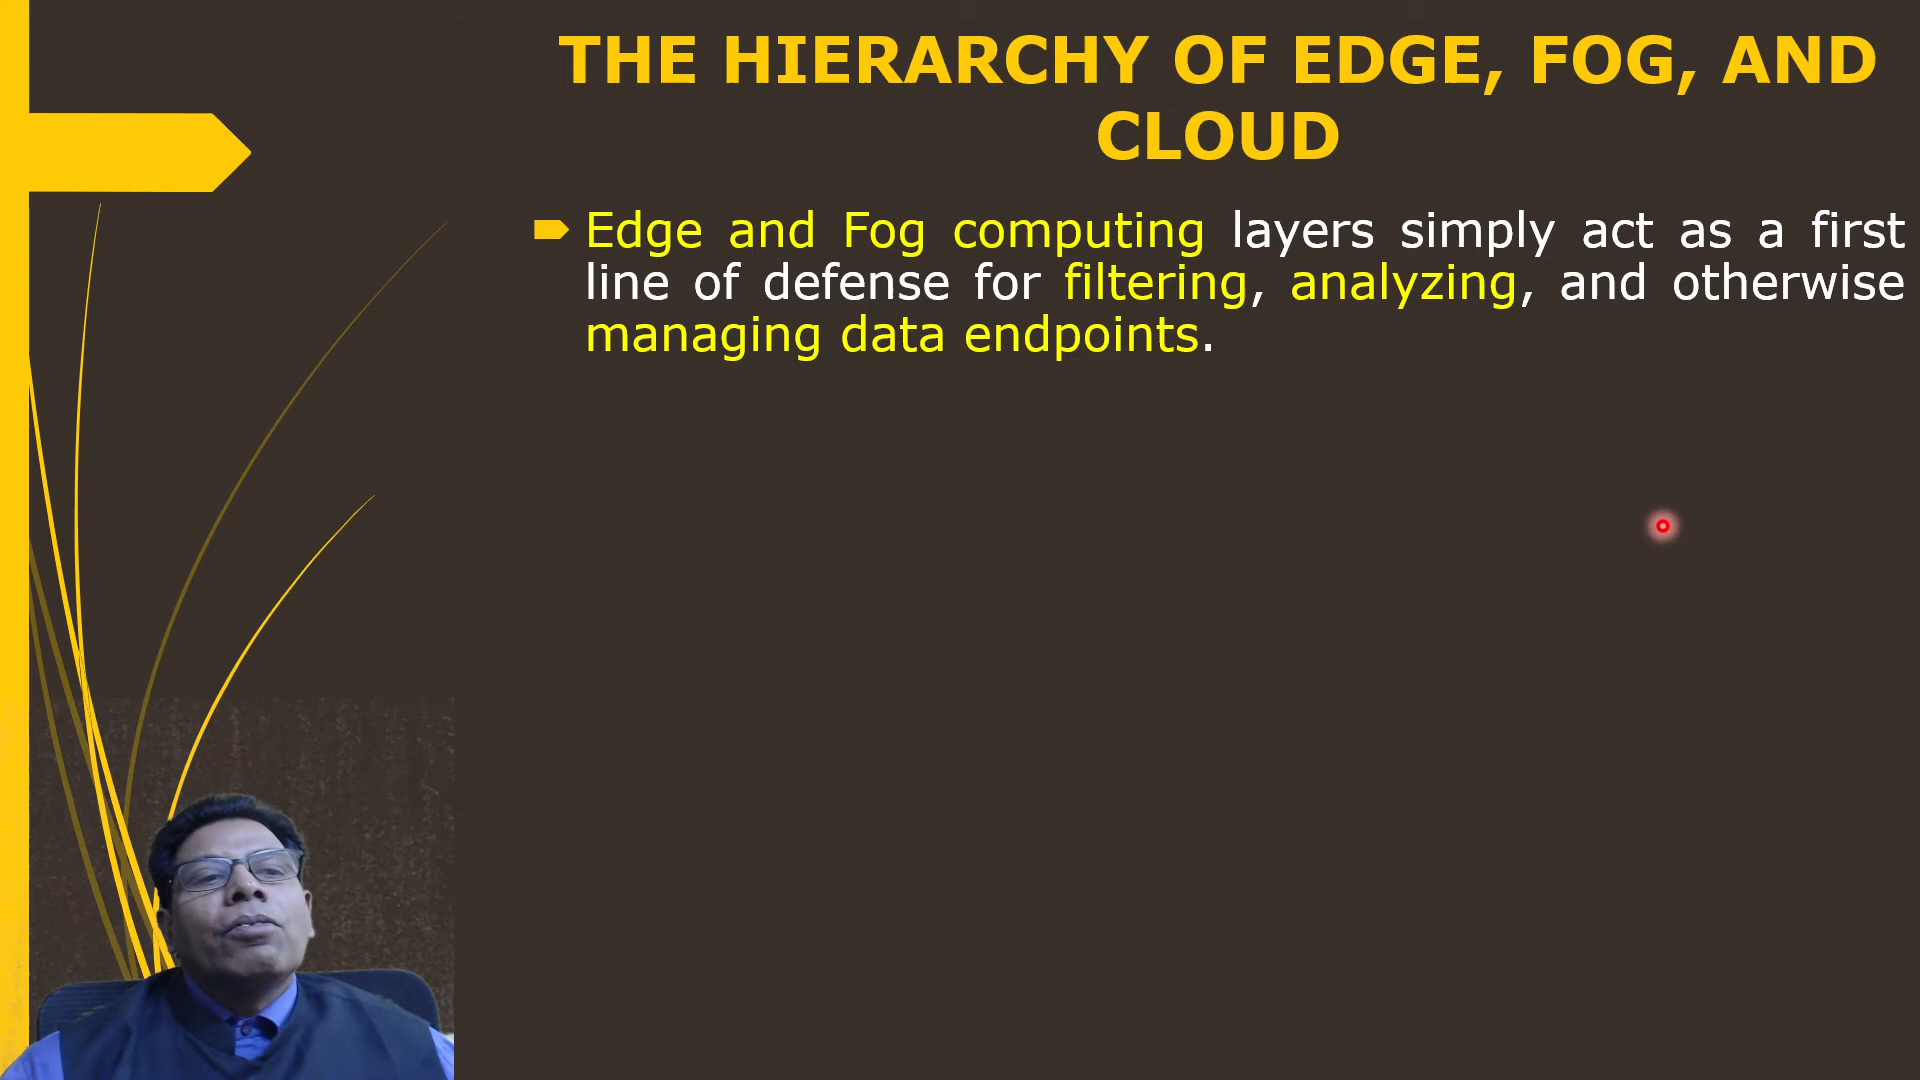 THE HIERARCHY OF EDGE, FOG, AND
CLOUD
Edge and Fog computing layers simply act as a first
line of defense for filtering, analyzing, and otherwise
managing data endpoints.